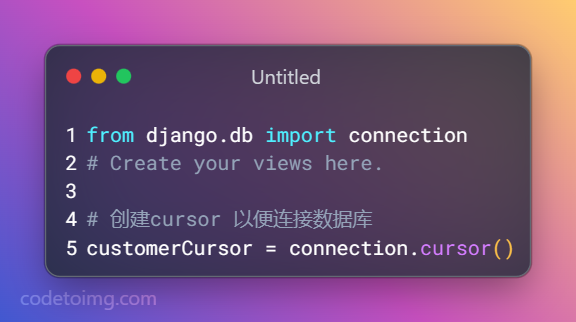 Untitled
1 from django.db import connection
2 # Create your views here.
3
4 # 创建cursor 以便连接数据库
5 customerCursor = connection.cursor()
codetoimg.com